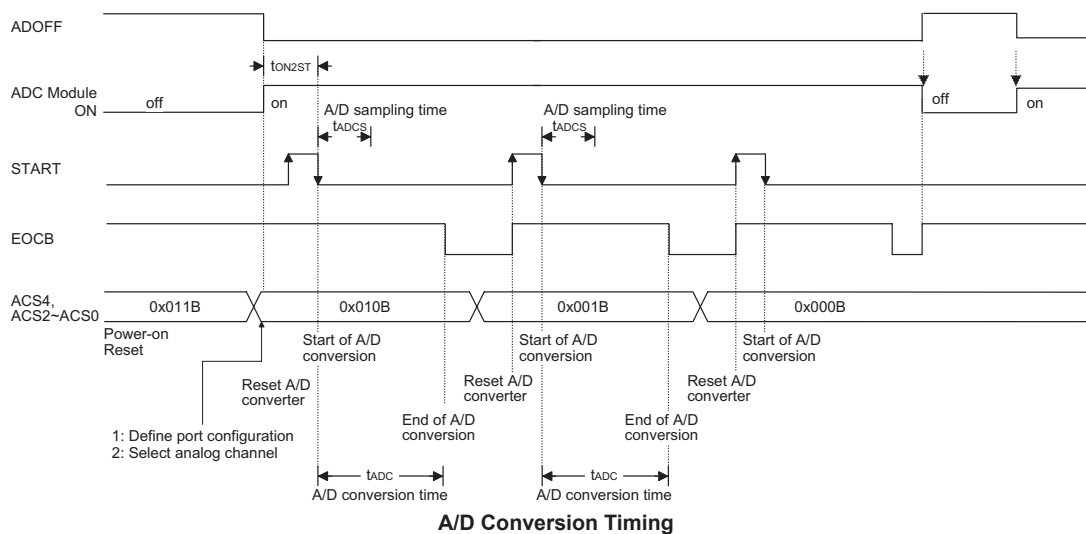 ADOFF
tON2ST
ADC Module
ON
off
on
off
on
A/D sampling time
tADCS
A/D sampling time
tADCS
START
EOCB
ACS4,
ACS2~ACS0
0x011B
0x010B
0x001B
0x000B
Power-on
Reset
Start of A/D
conversion
Start of A/D
conversion
Start of A/D
conversion
Reset A/D
converter
Reset A/D
converter
Reset A/D
converter
End of A/D
conversion
End of A/D
conversion
1: Define port configuration
2: Select analog channel
tADC
A/D conversion time
tADC
A/D conversion time
A/D Conversion Timing